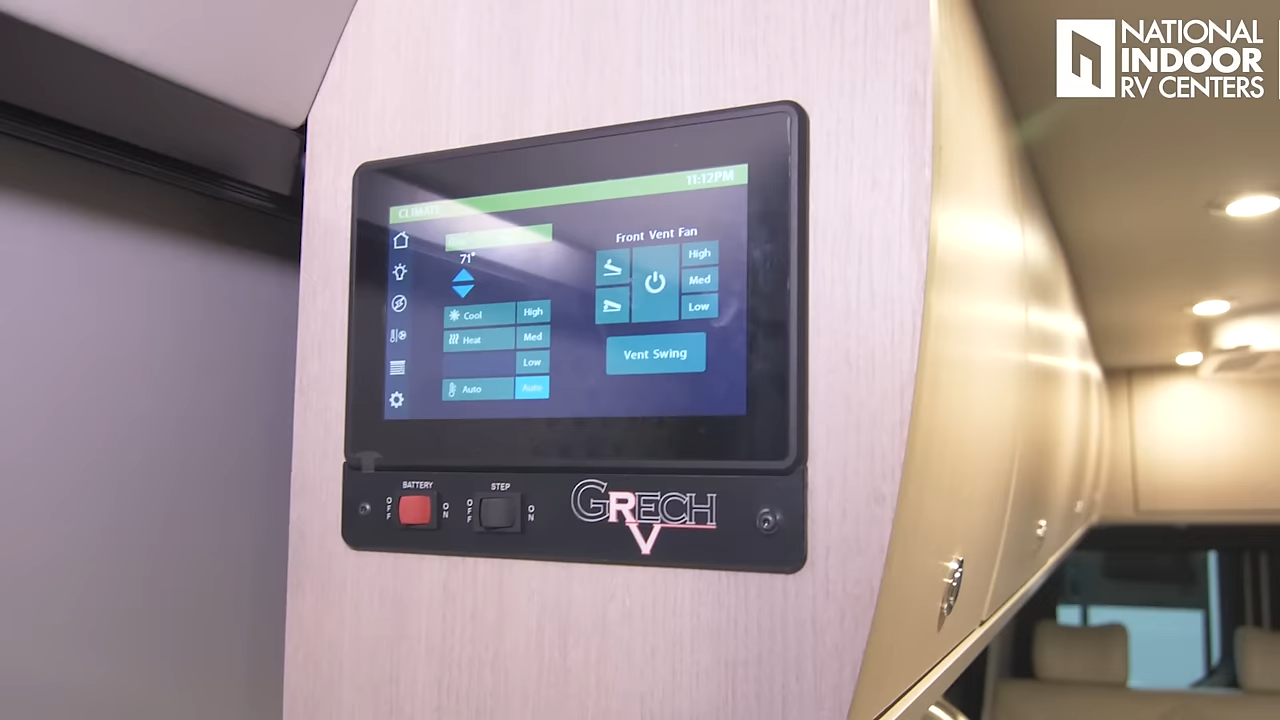 NATIONAL
INDOOR
RV CENTERS
CLIMATE
11:12PM
71°
Front Vent Fan
High
Med
Low
Cool
High
Heat
Med
Low
Auto
Auto
Vent Swing
BATTERY
OFF
ON
STEP
OFF
ON
GRECH
V